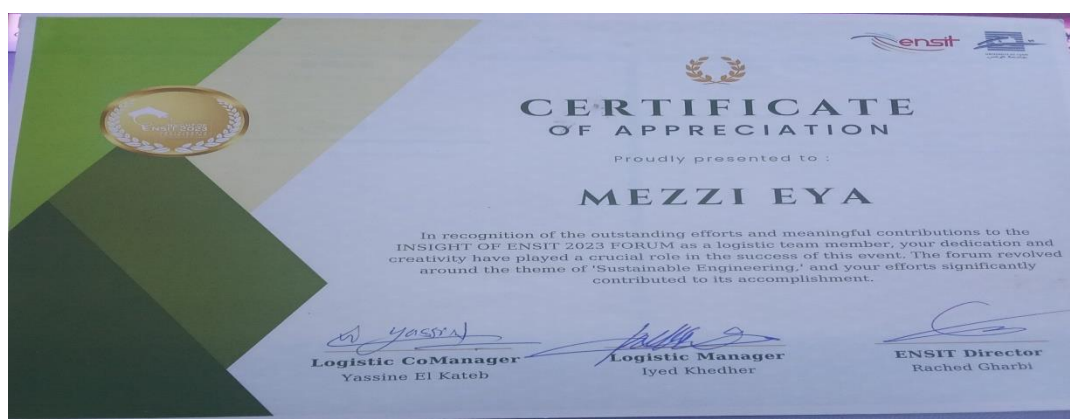 ensit
ENSIT 2023
CERTIFICATE
OF APPRECIATION
Proudly presented to :
MEZZI EYA
In recognition of the outstanding efforts and meaningful contributions to the
INSIGHT OF ENSIT 2023 FORUM as a logistic team member, your dedication and
creativity have played a crucial role in the success of this event. The forum revolved
around the theme of 'Sustainable Engineering,' and your efforts significantly
contributed to its accomplishment.
yassin
Logistic CoManager
Yassine El Kateb
Logistic Manager
Iyed Khedher
ENSIT Director
Rached Gharbi